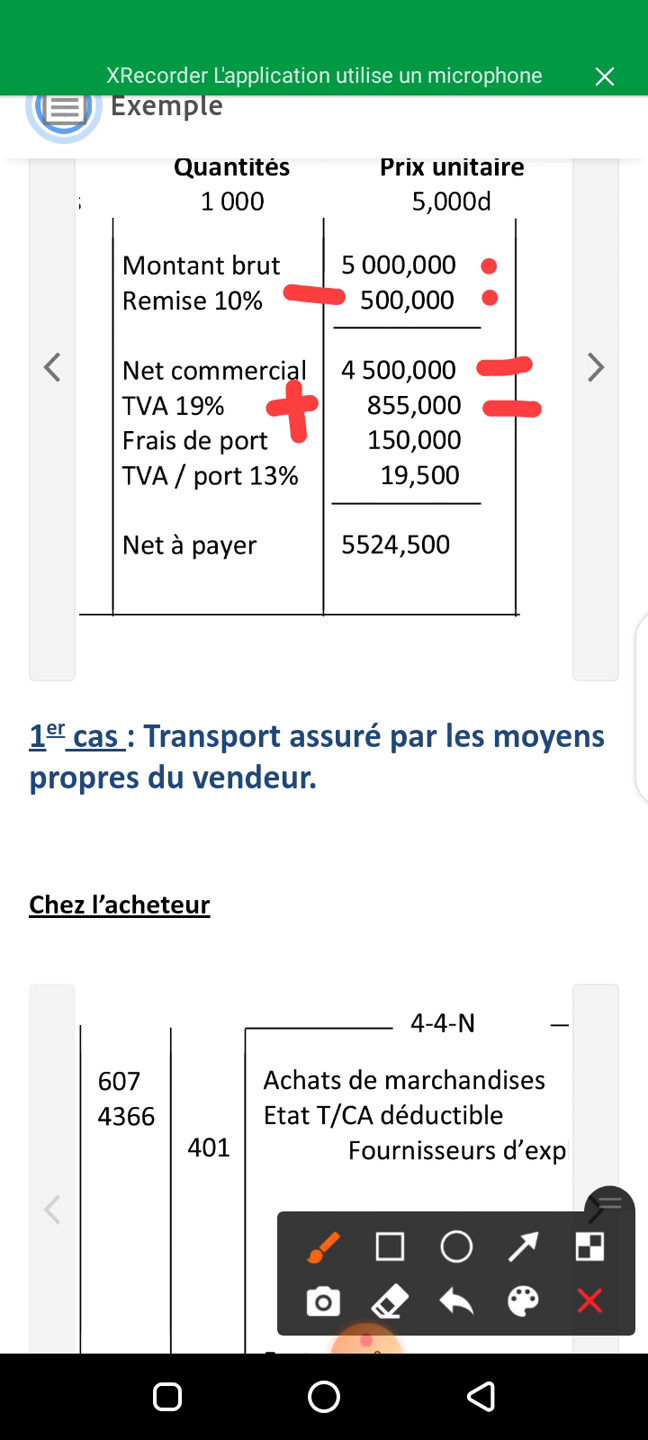 XRecorder L'application utilise un microphone
Exemple
Quantités Prix unitaire
1 000 5,000d
Montant brut 5 000,000
Remise 10% 500,000
Net commercial 4 500,000
TVA 19% 855,000
Frais de port 150,000
TVA / port 13% 19,500
Net à payer 5524,500
1er cas : Transport assuré par les moyens
propres du vendeur.
Chez l'acheteur
4-4-N
607 Achats de marchandises
4366 Etat T/CA déductible
401 Fournisseurs d'exp